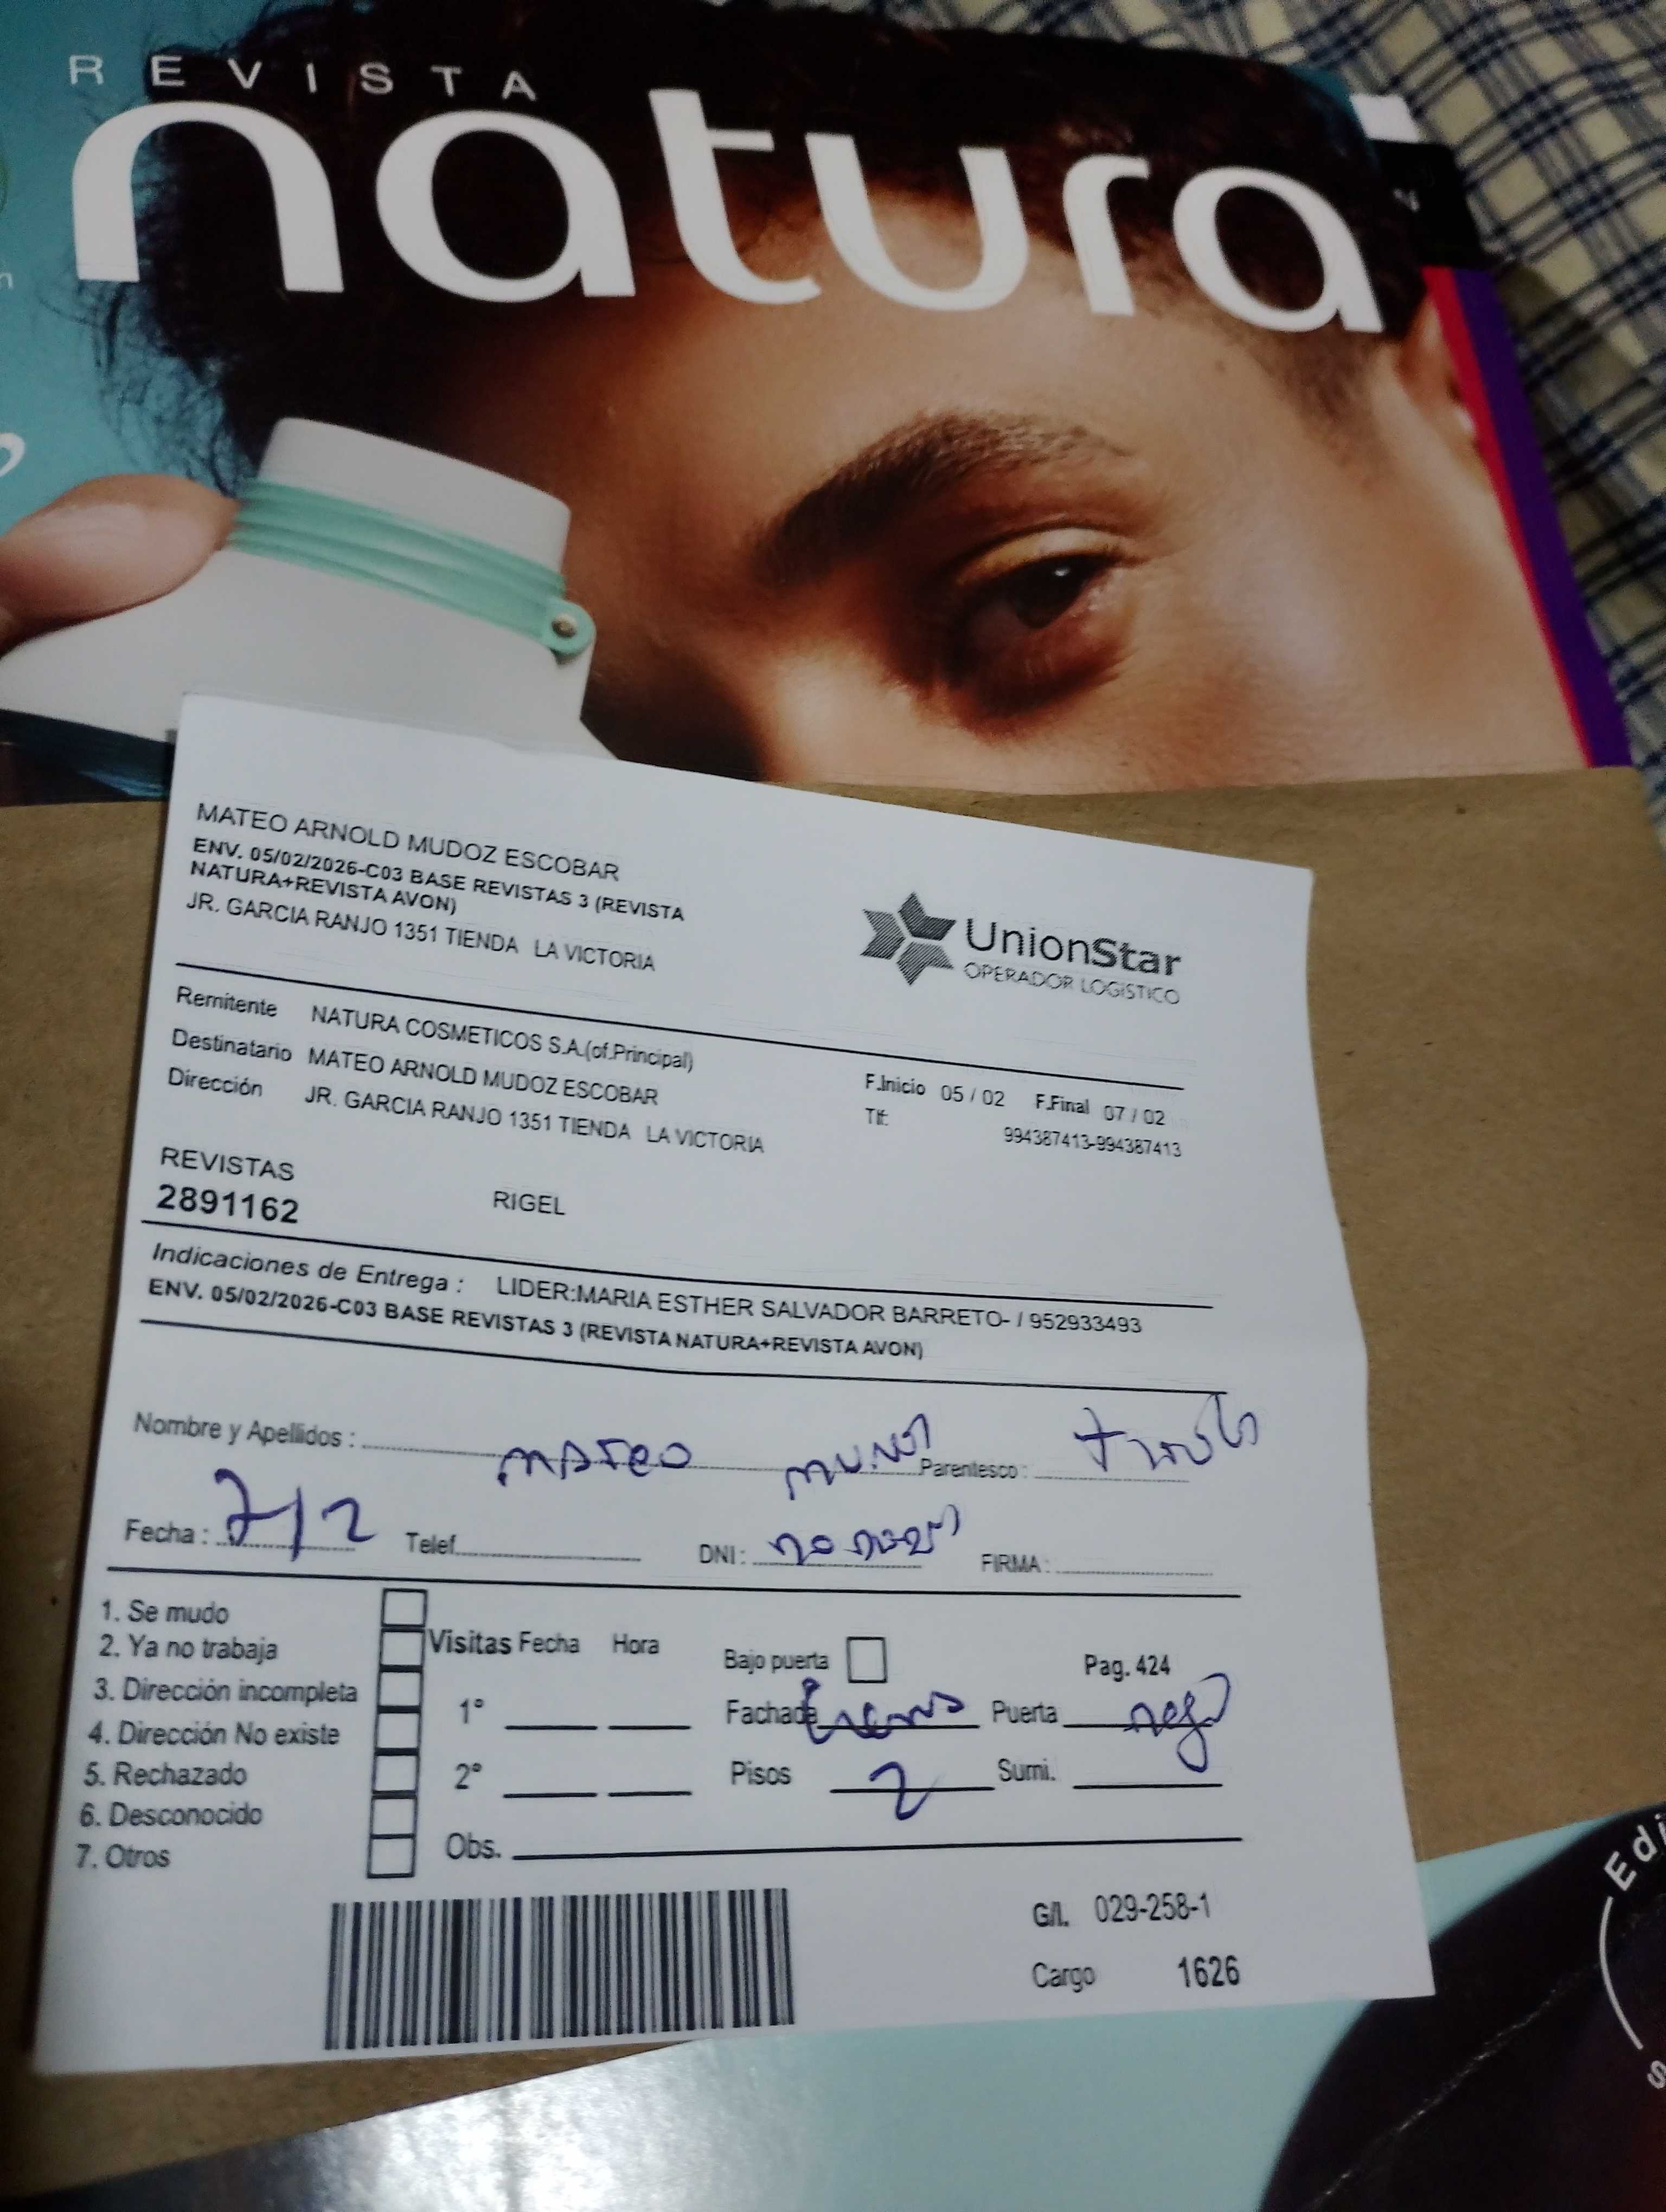 REVISTA
natura
MATEO ARNOLD MUDOZ ESCOBAR
ENV. 05/02/2026-C03 BASE REVISTAS 3 (REVISTA
NATURA+REVISTA AVON)
JR. GARCIA RANJO 1351 TIENDA LA VICTORIA
UnionStar
OPERADOR LOGISTICO
Remitente NATURA COSMETICOS S.A.(of.Principal)
Destinatario MATEO ARNOLD MUDOZ ESCOBAR
F.Inicio 05 / 02 F.Final 07 / 02
Dirección JR. GARCIA RANJO 1351 TIENDA LA VICTORIA
Tlf: 994387413-994387413
REVISTAS
2891162 RIGEL
Indicaciones de Entrega : LIDER:MARIA ESTHER SALVADOR BARRETO- / 952933493
ENV. 05/02/2026-C03 BASE REVISTAS 3 (REVISTA NATURA+REVISTA AVON)
Nombre y Apellidos : mateo muñoz Parentesco :
Fecha : 7/2 Telef. DNI : FIRMA :
1. Se mudo
2. Ya no trabaja
3. Dirección incompleta
4. Dirección No existe
5. Rechazado
6. Desconocido
7. Otros
Visitas Fecha Hora
1°
2°
Obs.
Bajo puerta Pag. 424
Fachada Puerta
Pisos 2 Sumi.
G/l. 029-258-1
Cargo 1626
Edi